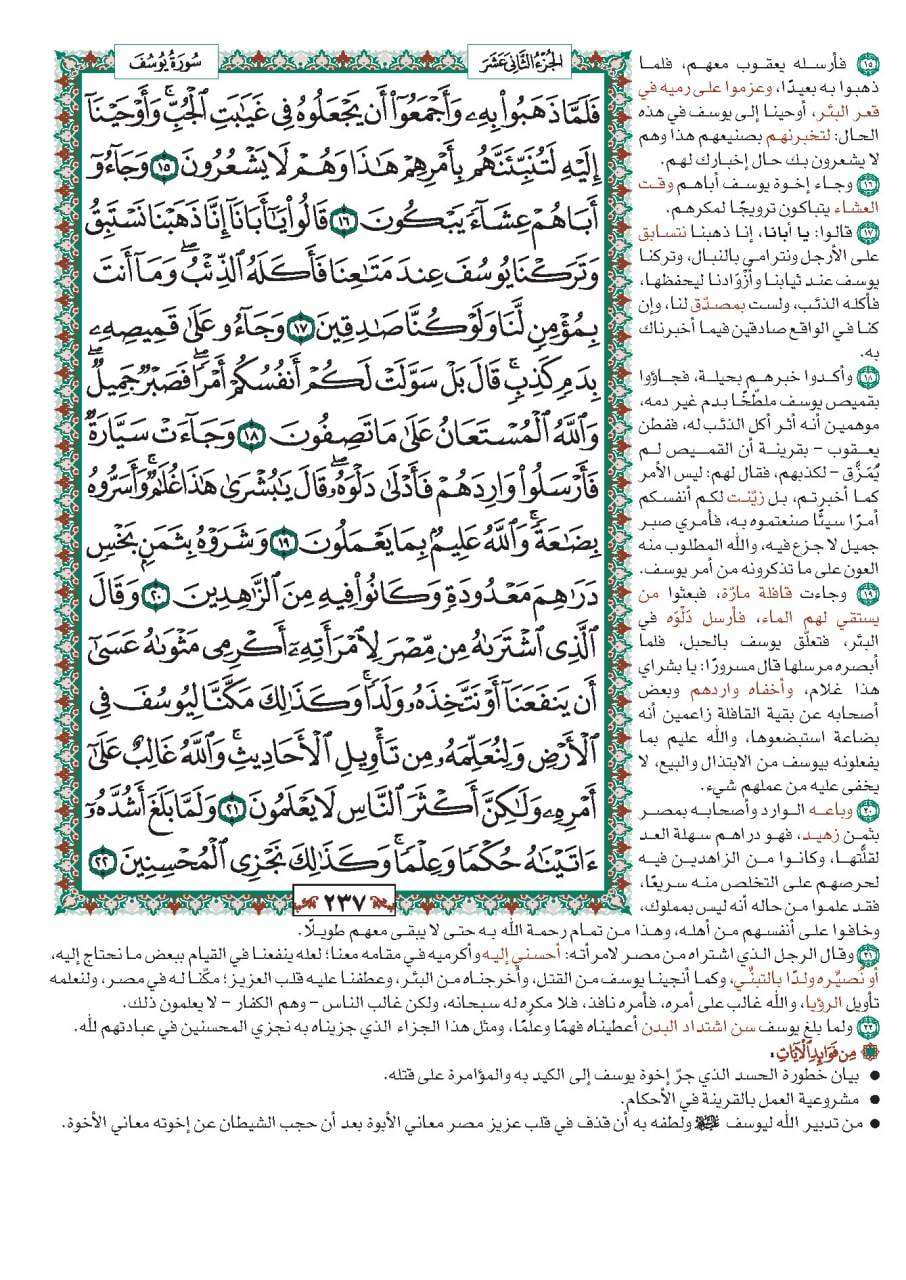 الجزء الثاني عشر
سورة يوسف
فَلَمَّا ذَهَبُوا۟ بِهِۦ وَأَجْمَعُوٓا۟ أَن يَجْعَلُوهُ فِى غَيَٰبَتِ ٱلْجُبِّ ۚ وَأَوْحَيْنَآ
إِلَيْهِ لَتُنَبِّئَنَّهُم بِأَمْرِهِمْ هَٰذَا وَهُمْ لَا يَشْعُرُونَ ١٥ وَجَآءُوٓ
أَبَاهُمْ عِشَآءً يَبْكُونَ ١٦ قَالُوا۟ يَٰٓأَبَانَآ إِنَّا ذَهَبْنَا نَسْتَبِقُ
وَتَرَكْنَا يُوسُفَ عِندَ مَتَٰعِنَا فَأَكَلَهُ ٱلذِّئْبُ ۖ وَمَآ أَنتَ
بِمُؤْمِنٍ لَّنَا وَلَوْ كُنَّا صَٰدِقِينَ ١٧ وَجَآءُو عَلَىٰ قَمِيصِهِۦ
بِدَمٍ كَذِبٍ ۚ قَالَ بَلْ سَوَّلَتْ لَكُمْ أَنفُسُكُمْ أَمْرًا ۖ فَصَبْرٌ جَمِيلٌ ۖ
وَٱللَّهُ ٱلْمُسْتَعَانُ عَلَىٰ مَا تَصِفُونَ ١٨ وَجَآءَتْ سَيَّارَةٌ
فَأَرْسَلُوا۟ وَارِدَهُمْ فَأَدْلَىٰ دَلْوَهُۥ ۖ قَالَ يَٰبُشْرَىٰ هَٰذَا غُلَٰمٌ ۚ وَأَسَرُّوهُ
بِضَٰعَةً ۚ وَٱللَّهُ عَلِيمٌۢ بِمَا يَعْمَلُونَ ١٩ وَشَرَوْهُ بِثَمَنٍۭ بَخْسٍ
دَرَٰهِمَ مَعْدُودَةٍ وَكَانُوا۟ فِيهِ مِنَ ٱلزَّٰهِدِينَ ٢٠ وَقَالَ
ٱلَّذِى ٱشْتَرَىٰهُ مِن مِّصْرَ لِٱمْرَأَتِهِۦٓ أَكْرِمِى مَثْوَىٰهُ عَسَىٰٓ
أَن يَنفَعَنَآ أَوْ نَتَّخِذَهُۥ وَلَدًا ۚ وَكَذَٰلِكَ مَكَّنَّا لِيُوسُفَ فِى
ٱلْأَرْضِ وَلِنُعَلِّمَهُۥ مِن تَأْوِيلِ ٱلْأَحَادِيثِ ۚ وَٱللَّهُ غَالِبٌ عَلَىٰٓ
أَمْرِهِۦ وَلَٰكِنَّ أَكْثَرَ ٱلنَّاسِ لَا يَعْلَمُونَ ٢١ وَلَمَّا بَلَغَ أَشُدَّهُۥٓ
ءَاتَيْنَٰهُ حُكْمًا وَعِلْمًا ۚ وَكَذَٰلِكَ نَجْزِى ٱلْمُحْسِنِينَ ٢٢
٢٣٧
١٥ فأرسله يعقوب معهم، فلما
ذهبوا به بعيدًا، وعزموا على رميه في
قعر البئر، أوحينا إلى يوسف في هذه
الحال: لتخبرنهم بصنيعهم هذا وهم
لا يشعرون بك حال إخبارك لهم.
١٦ وجاء إخوة يوسف أباهم وقت
العشاء يتباكون ترويجًا لمكرهم.
١٧ قالوا: يا أبانا، إنا ذهبنا نتسابق
على الأرجل ونترامى بالنبال، وتركنا
يوسف عند ثيابنا وأَزْوَادنا ليحفظها،
فأكله الذئب، ولست بمصدّق لنا، وإن
كنا في الواقع صادقين فيما أخبرناك
به.
١٨ وأكدوا خبرهم بحيلة، فجاؤوا
بقميص يوسف ملطّخًا بدم غير دمه،
موهمين أنه أثر أكل الذئب له، ففطن
يعقوب – بقرينة أن القميص لم
يُمَزَّق – لكذبهم، فقال لهم: ليس الأمر
كما أخبرتم، بل زيّنت لكم أنفسكم
أمرًا سيئًا صنعتموه به، فأمري صبر
جميل لا جزع فيه، والله المطلوب منه
العون على ما تذكرونه من أمر يوسف.
١٩ وجاءت قافلة مارّة، فبعثوا من
يستقي لهم الماء، فأرسل دَلْوَه في
البئر، فتعلّق يوسف بالحبل، فلما
أبصره مرسلها قال مسرورًا: يا بشراي
هذا غلام، وأخفاه واردهم وبعض
أصحابه عن بقية القافلة زاعمين أنه
بضاعة استبضعوها، والله عليم بما
يفعلونه بيوسف من الابتذال والبيع، لا
يخفى عليه من عملهم شيء.
٢٠ وباعه الوارد وأصحابه بمصر
بثمن زهيد، فهو دراهم سهلة العد
لقلّتها، وكانوا من الزاهدين فيه
لحرصهم على التخلص منه سريعًا،
فقد علموا من حاله أنه ليس بمملوك،
وخافوا على أنفسهم من أهله، وهذا من تمام رحمة الله به حتى لا يبقى معهم طويلًا.
٢١ وقال الرجل الذي اشتراه من مصر لامرأته: أحسني إليه وأكرميه في مقامه معنا؛ لعله ينفعنا في القيام ببعض ما نحتاج إليه،
أو نُصيِّره ولدًا بالتبنّي، وكما أنجينا يوسف من القتل، وأخرجناه من البئر، وعطفنا عليه قلب العزيز؛ مكّنا له في مصر، ولنعلمه
تأويل الرؤيا، والله غالب على أمره، فأمره نافذ، فلا مكره له سبحانه، ولكن غالب الناس – وهم الكفار – لا يعلمون ذلك.
٢٢ ولما بلغ يوسف سن اشتداد البدن أعطيناه فهمًا وعلمًا، ومثل هذا الجزاء الذي جزيناه به نجزي المحسنين في عبادتهم لله.
من فوائد الآيات:
• بيان خطورة الحسد الذي جرّ إخوة يوسف إلى الكيد به والمؤامرة على قتله.
• مشروعية العمل بالقرينة في الأحكام.
• من تدبير الله ليوسف ﵇ ولطفه به أن قذف في قلب عزيز مصر معاني الأبوة بعد أن حجب الشيطان عن إخوته معاني الأخوة.